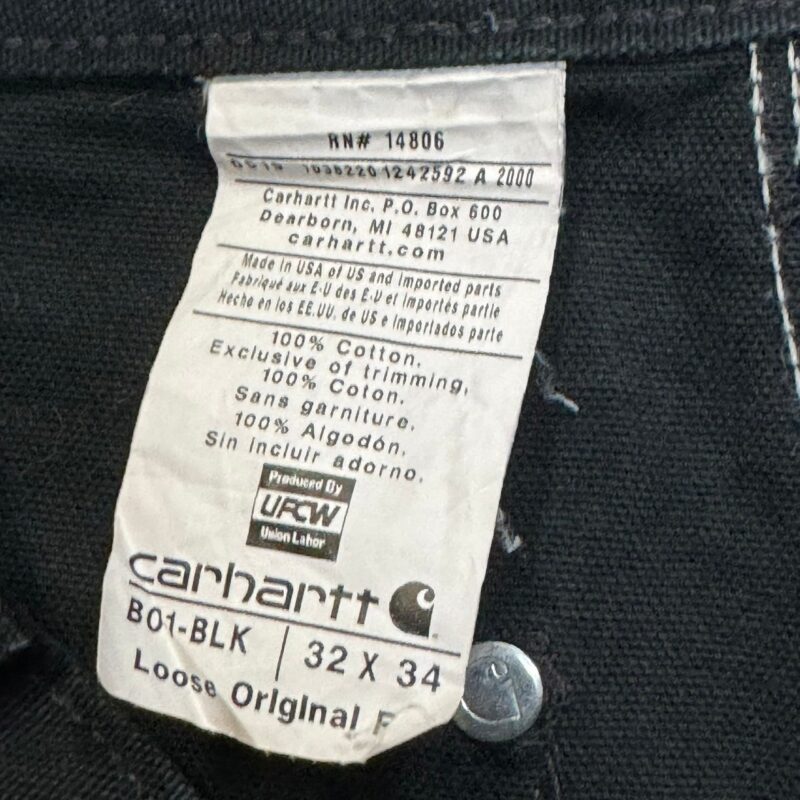 RN# 14806
1242592 A 2000
Carhartt Inc. P.O. Box 600
Dearborn, MI 48121 USA
carhartt.com
Made in USA of US and imported parts
Fabriqué aux E-U des E-U et importés partie
Hecho en los EE.UU. de US e importados parte
100% Cotton.
Exclusive of trimming.
100% Coton.
Sans garniture.
100% Algodón.
Sin incluir adorno.
Produced By
UFCW
Union Labor
carhartt
B01-BLK
32 X 34
Loose Original